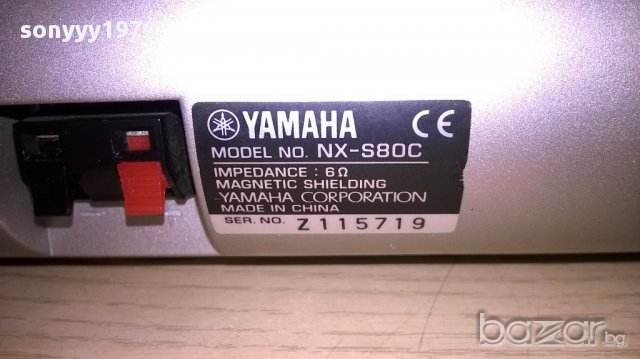 sonyyy1979
YAMAHA CE
MODEL NO. NX-S80C
IMPEDANCE : 6Ω
MAGNETIC SHIELDING
YAMAHA CORPORATION
MADE IN CHINA
SER. NO. Z115719
bazar.bg